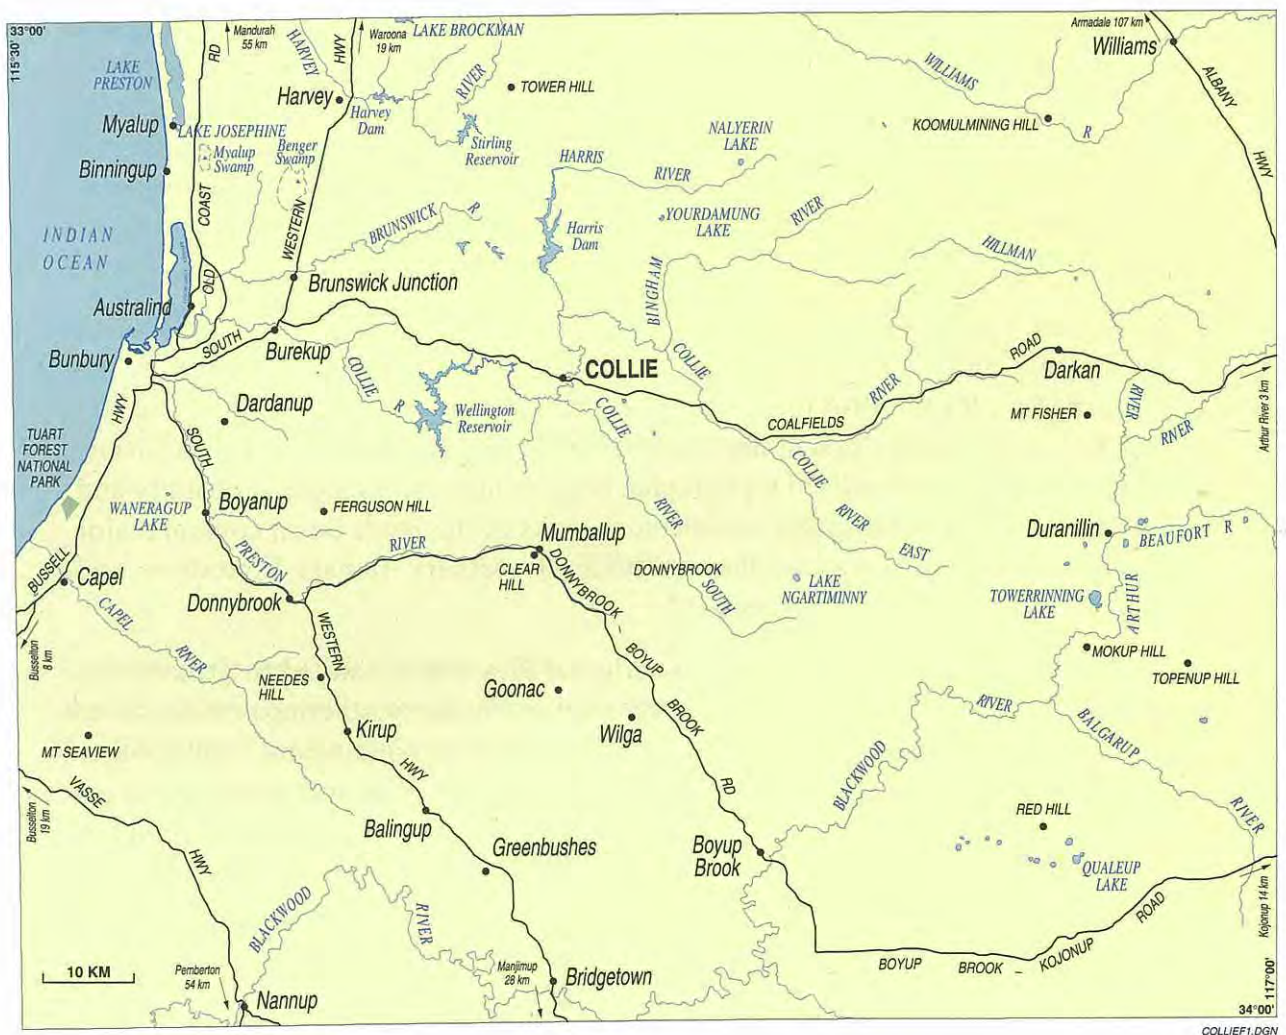 33°00'
115°30'
LAKE
PRESTON
RD
Mandurah
55 km
HARVEY
HWY
Waroona
19 km
LAKE BROCKMAN
RIVER
TOWER HILL
Armadale 107 km
Williams
WILLIAMS
ALBANY
HWY
Harvey
Harvey
Dam
Stirling
Reservoir
NALYERIN
LAKE
KOOMULMINING HILL
R
Myalup
LAKE JOSEPHINE
Myalup
Swamp
Benger
Swamp
Binningup
HARRIS
RIVER
COAST
WESTERN
BRUNSWICK
R
Harris
Dam
YOURDAMUNG
LAKE
RIVER
INDIAN
OCEAN
HILLMAN
OLD
Brunswick Junction
BINGHAM
Australind
SOUTH
Bunbury
Burekup
COLLIE
R
COLLIE
COLLIE
ROAD
Darkan
HWY
Dardanup
Wellington
Reservoir
COLLIE
RIVER
COALFIELDS
MT FISHER
RIVER
RIVER
Arthur River 3 km
TUART
FOREST
NATIONAL
PARK
SOUTH
COLLIE
RIVER
EAST
WANERAGUP
LAKE
Boyanup
FERGUSON HILL
RIVER
Duranillin
BEAUFORT R
BUSSELL
Capel
PRESTON
RIVER
Mumballup
CLEAR
HILL
DONNYBROOK
DONNYBROOK
–
BOYUP
BROOK
RD
SOUTH
LAKE
NGARTIMINNY
TOWERRINNING
LAKE
ARTHUR
Donnybrook
CAPEL
RIVER
WESTERN
Busselton
8 km
MOKUP HILL
TOPENUP HILL
NEEDES
HILL
Goonac
RIVER
BALGARUP
RIVER
MT SEAVIEW
Kirup
Wilga
BLACKWOOD
HWY
VASSE
HWY
Busselton
19 km
Balingup
RED HILL
Greenbushes
Boyup
Brook
QUALEUP
LAKE
BLACKWOOD
RIVER
ROAD
Kojonup 14 km
10 KM
Pemberton
54 km
Manjimup
28 km
Bridgetown
BOYUP
BROOK
–
KOJONUP
Nannup
117°00'
34°00'
COLLIEF1.DGN